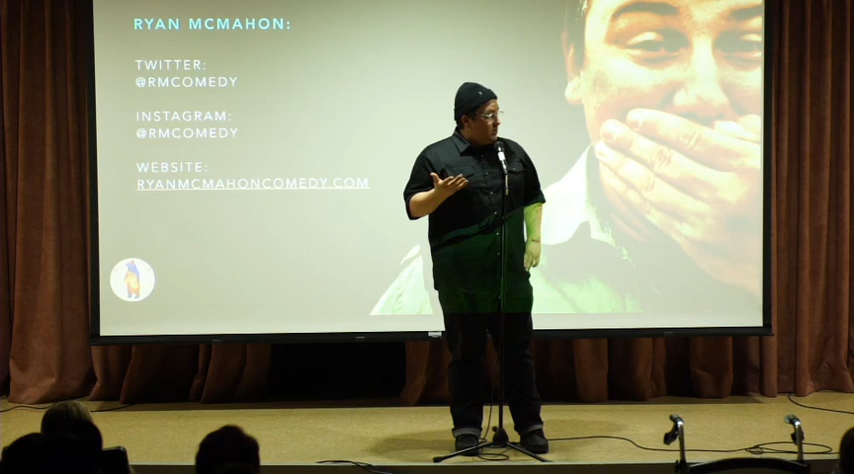 RYAN MCMAHON:
TWITTER:
@RMCOMEDY
INSTAGRAM:
@RMCOMEDY
WEBSITE:
RYANMCMAHONCOMEDY.COM